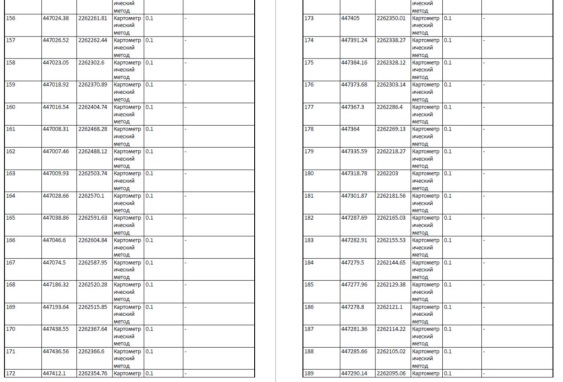 ический
метод
156 447024.38 2262261.81 Картометр 0.1 -
ический
метод
157 447026.52 2262262.44 Картометр 0.1 -
ический
метод
158 447023.05 2262302.6 Картометр 0.1 -
ический
метод
159 447018.92 2262370.89 Картометр 0.1 -
ический
метод
160 447016.54 2262404.74 Картометр 0.1 -
ический
метод
161 447008.31 2262468.28 Картометр 0.1 -
ический
метод
162 447007.46 2262488.12 Картометр 0.1 -
ический
метод
163 447009.93 2262503.74 Картометр 0.1 -
ический
метод
164 447028.66 2262570.1 Картометр 0.1 -
ический
метод
165 447038.86 2262591.63 Картометр 0.1 -
ический
метод
166 447046.6 2262604.84 Картометр 0.1 -
ический
метод
167 447074.5 2262587.95 Картометр 0.1 -
ический
метод
168 447186.32 2262520.28 Картометр 0.1 -
ический
метод
169 447193.64 2262515.85 Картометр 0.1 -
ический
метод
170 447438.55 2262367.64 Картометр 0.1 -
ический
метод
171 447436.56 2262366.6 Картометр 0.1 -
ический
метод
172 447412.1 2262354.76 Картометр 0.1 -
ический
метод
173 447405 2262350.01 Картометр 0.1 -
ический
метод
174 447391.24 2262338.27 Картометр 0.1 -
ический
метод
175 447384.16 2262328.12 Картометр 0.1 -
ический
метод
176 447373.68 2262303.14 Картометр 0.1 -
ический
метод
177 447367.3 2262286.4 Картометр 0.1 -
ический
метод
178 447364 2262269.13 Картометр 0.1 -
ический
метод
179 447335.59 2262218.27 Картометр 0.1 -
ический
метод
180 447318.78 2262203 Картометр 0.1 -
ический
метод
181 447301.87 2262181.56 Картометр 0.1 -
ический
метод
182 447287.69 2262165.03 Картометр 0.1 -
ический
метод
183 447282.91 2262155.53 Картометр 0.1 -
ический
метод
184 447279.5 2262144.65 Картометр 0.1 -
ический
метод
185 447277.96 2262129.38 Картометр 0.1 -
ический
метод
186 447278.8 2262121.1 Картометр 0.1 -
ический
метод
187 447281.36 2262114.22 Картометр 0.1 -
ический
метод
188 447285.66 2262105.02 Картометр 0.1 -
ический
метод
189 447290.14 2262095.06 Картометр 0.1 -